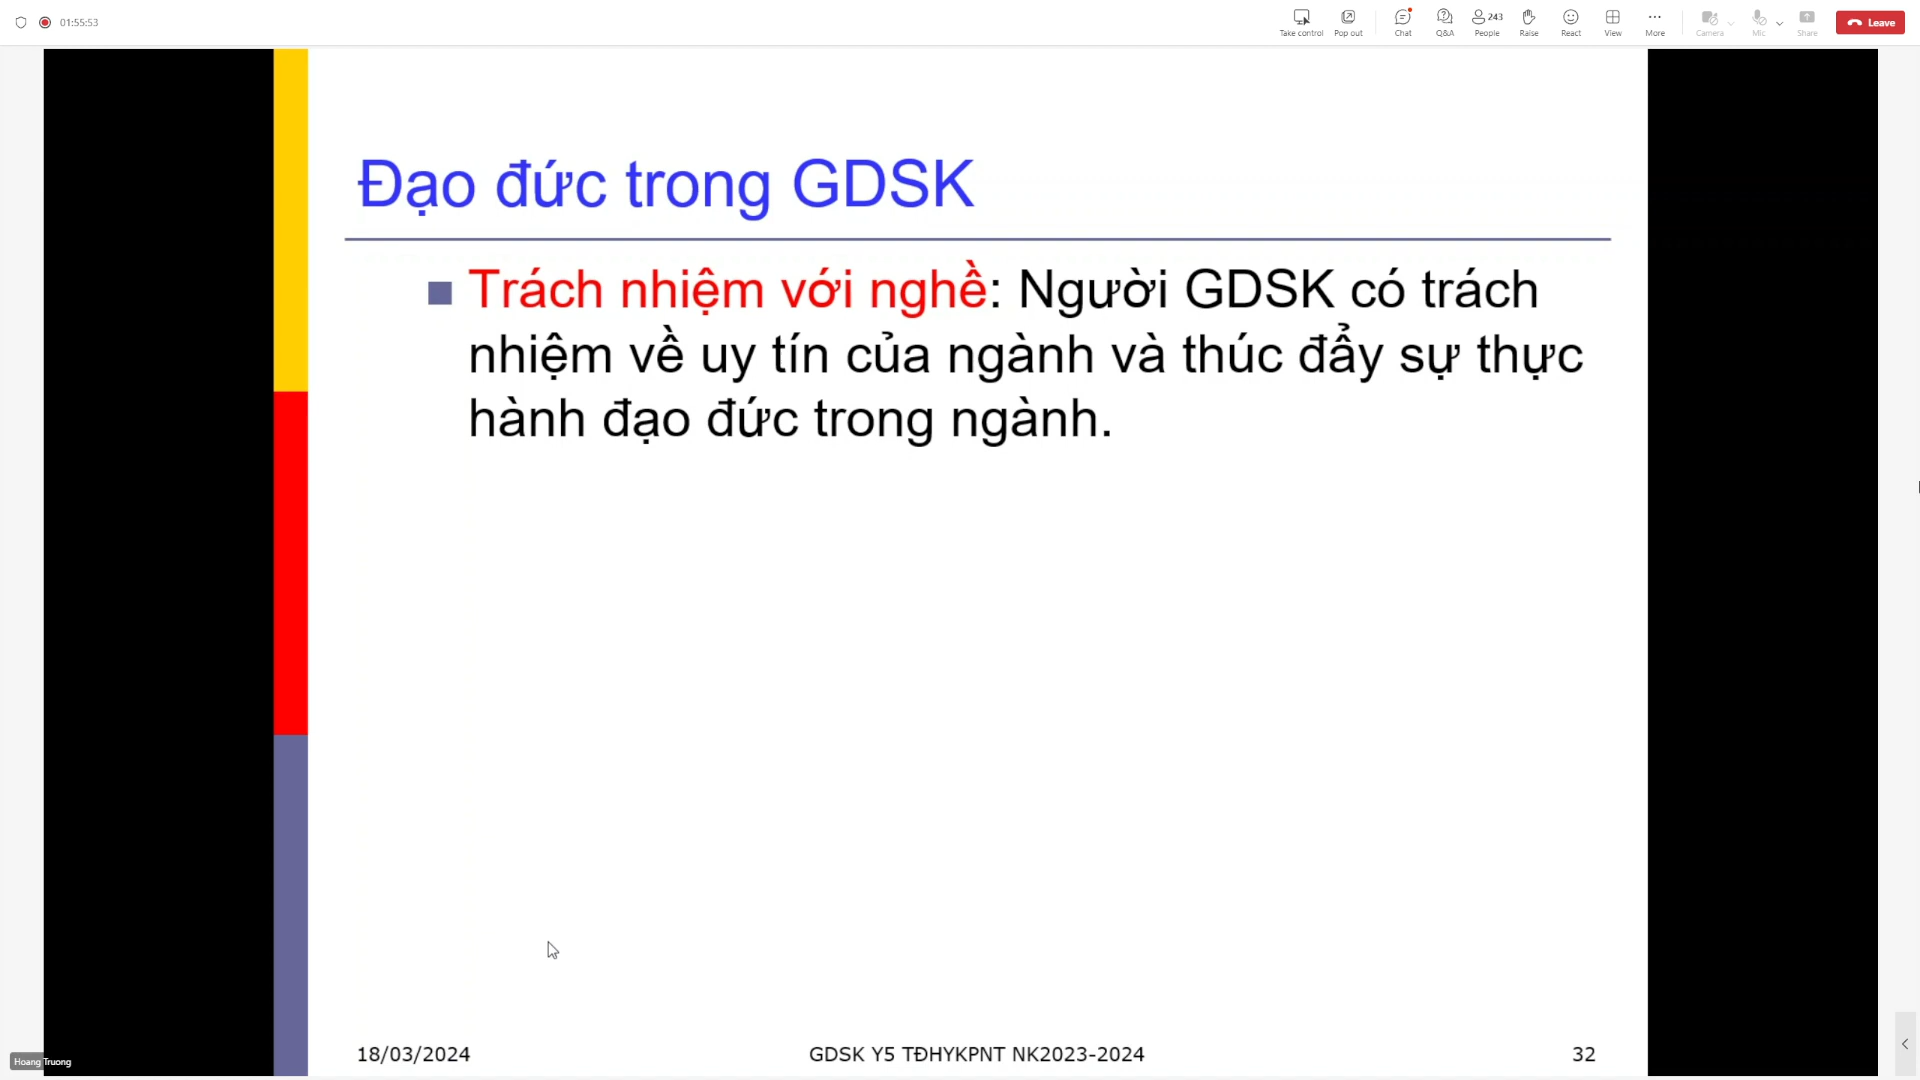 01:55:53
Take control
Pop out
Chat
Q&A
243
People
Raise
React
View
More
Camera
Mic
Share
Leave
Đạo đức trong GDSK
Trách nhiệm với nghề: Người GDSK có trách
nhiệm về uy tín của ngành và thúc đẩy sự thực
hành đạo đức trong ngành.
18/03/2024
GDSK Y5 TĐHYKPNT NK2023-2024
32
Hoang Truong